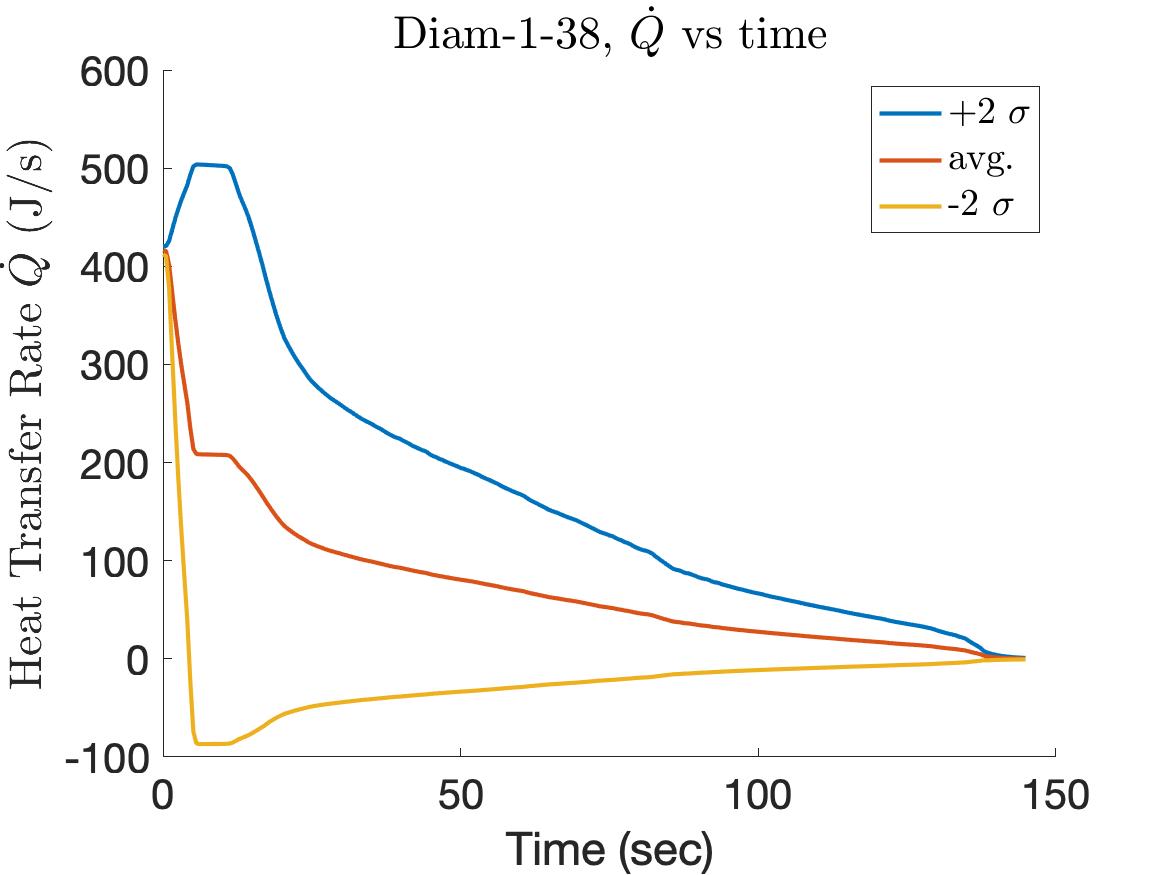 Diam-1-38, Q̇ vs time
Heat Transfer Rate Q̇ (J/s)
600
500
400
300
200
100
0
-100
+2 σ
avg.
-2 σ
0
50
100
150
Time (sec)